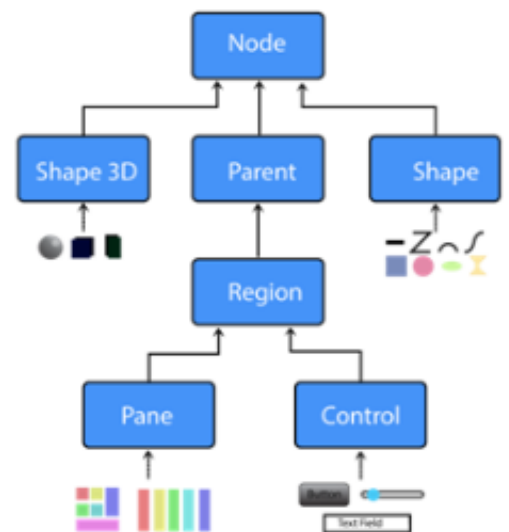 Node
Shape 3D
Parent
Shape
Region
Pane
Control
Button
Text Field